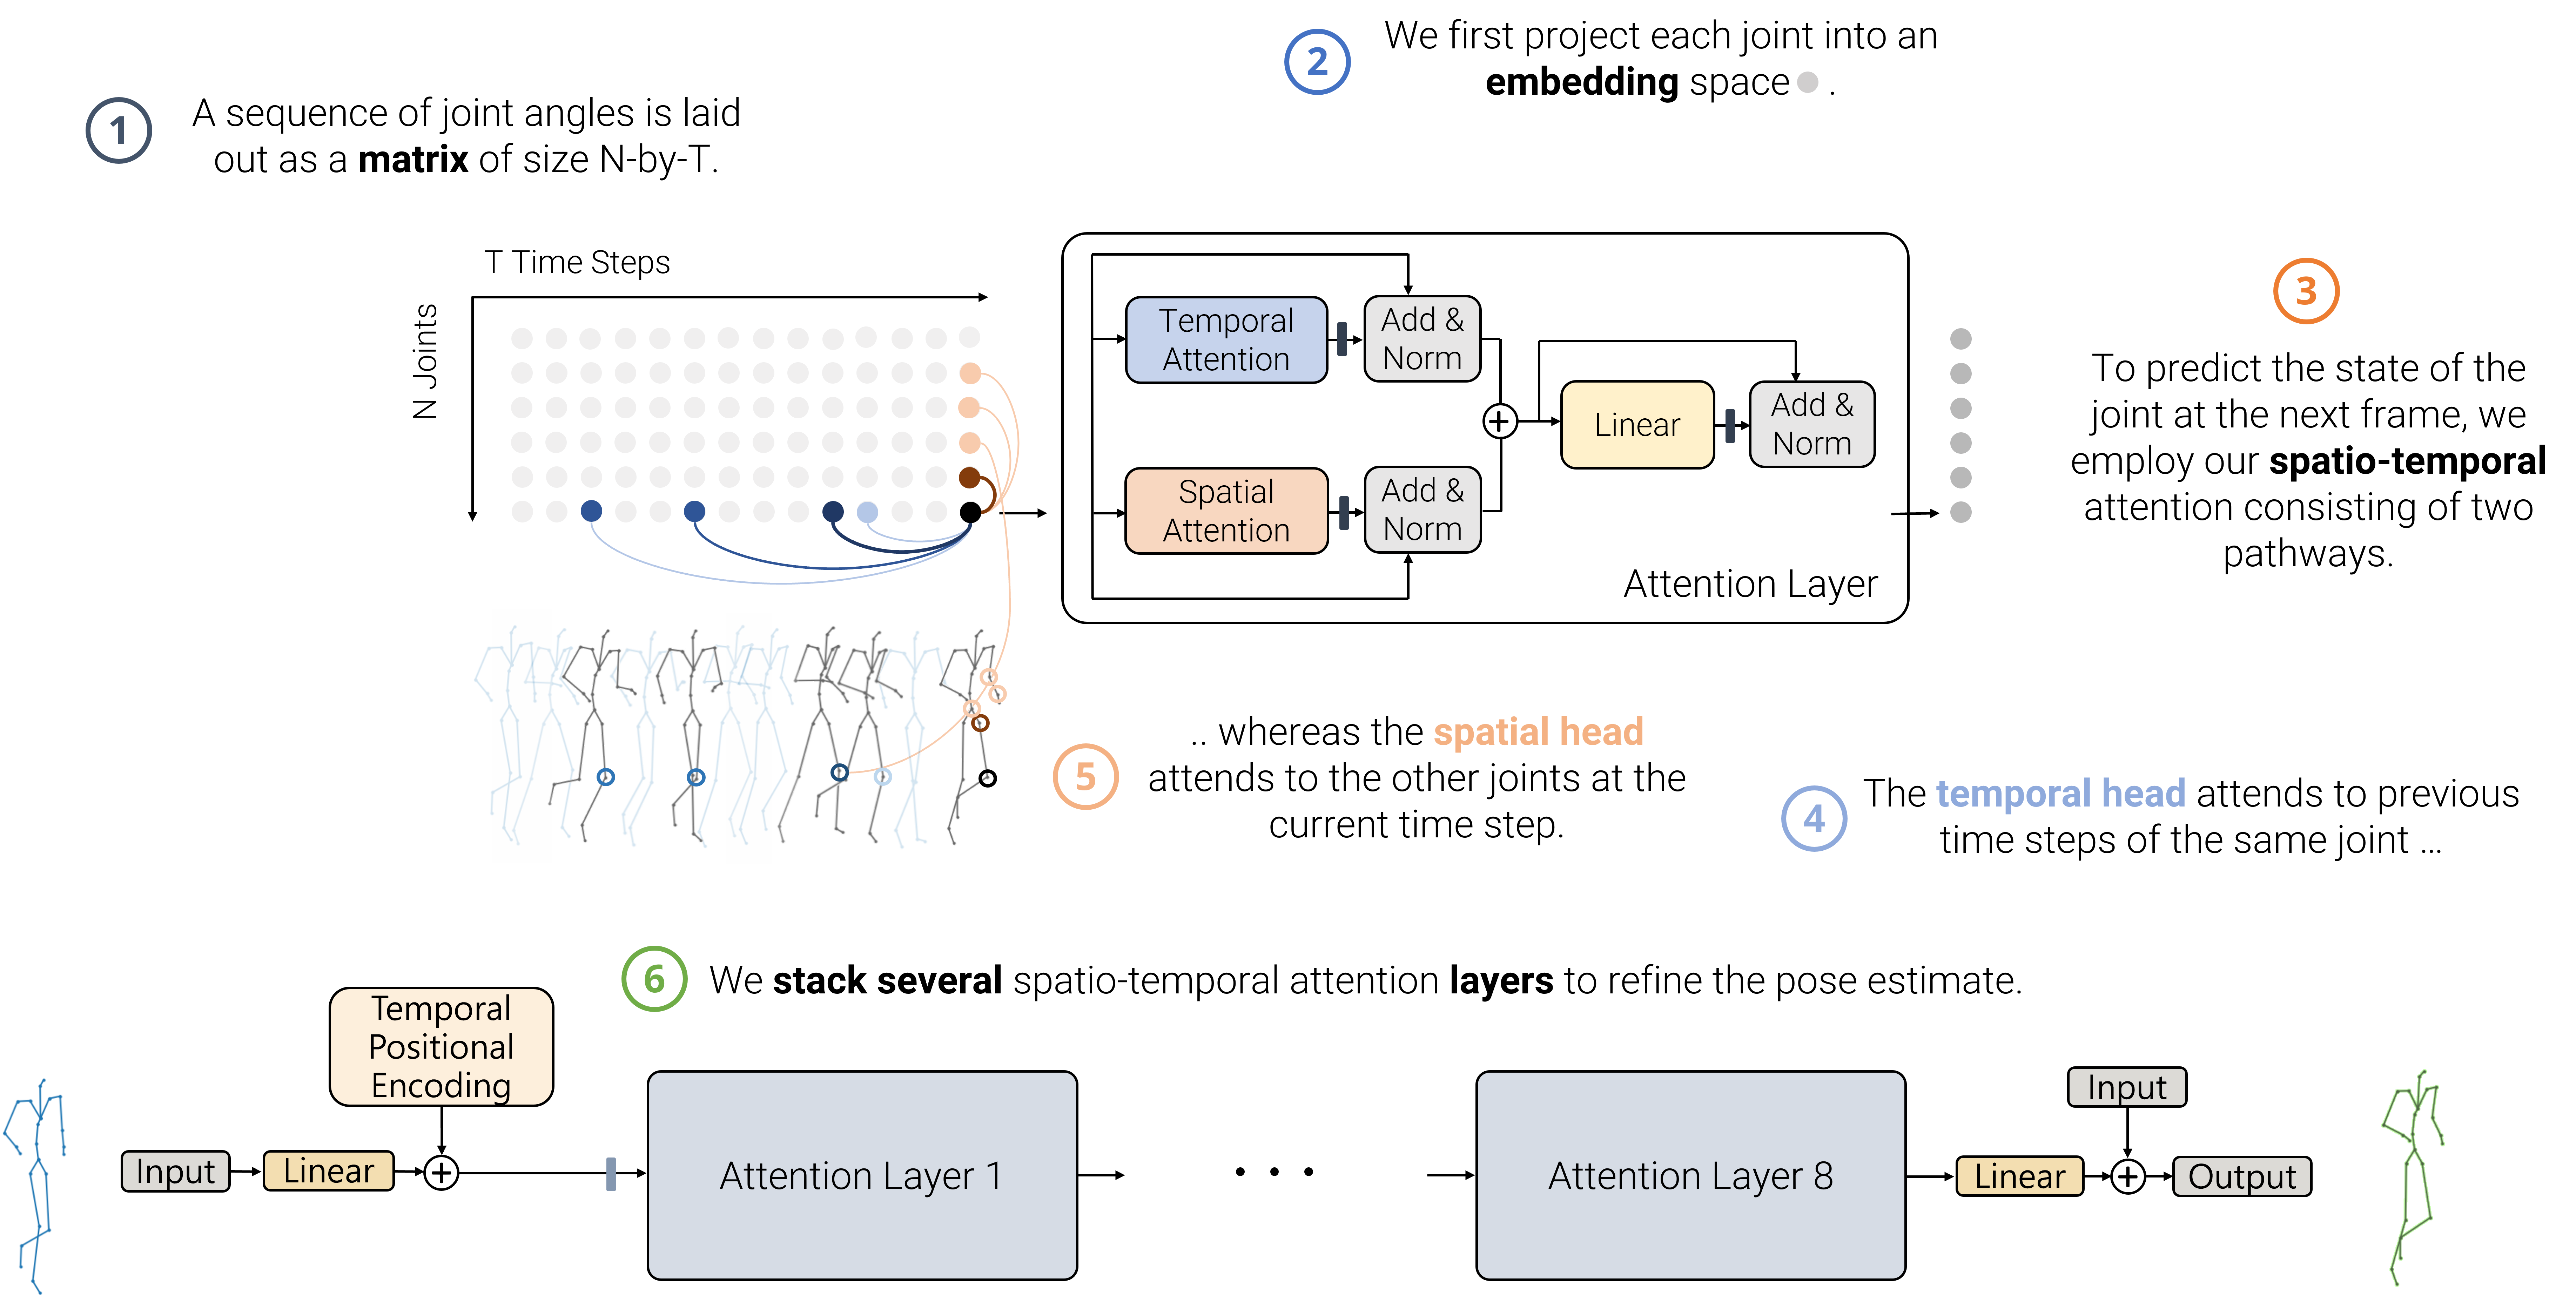 1
A sequence of joint angles is laid
out as a matrix of size N-by-T.
2
We first project each joint into an
embedding space .
T Time Steps
N Joints
Temporal
Attention
Add &
Norm
Spatial
Attention
Add &
Norm
Linear
Add &
Norm
Attention Layer
3
To predict the state of the
joint at the next frame, we
employ our spatio-temporal
attention consisting of two
pathways.
4
The temporal head attends to previous
time steps of the same joint ...
5
.. whereas the spatial head
attends to the other joints at the
current time step.
6
We stack several spatio-temporal attention layers to refine the pose estimate.
Temporal
Positional
Encoding
Input
Linear
Attention Layer 1
. . .
Attention Layer 8
Linear
Input
Output